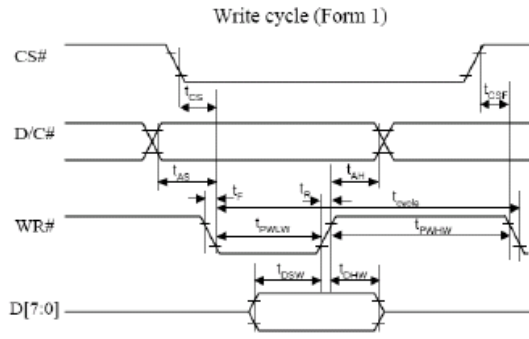 Write cycle (Form 1)
CS#
tCS
tCSF
D/C#
tAS
tF
tR
tAH
tcycle
WR#
tPWLW
tPWHW
tDSW
tDHW
D[7:0]